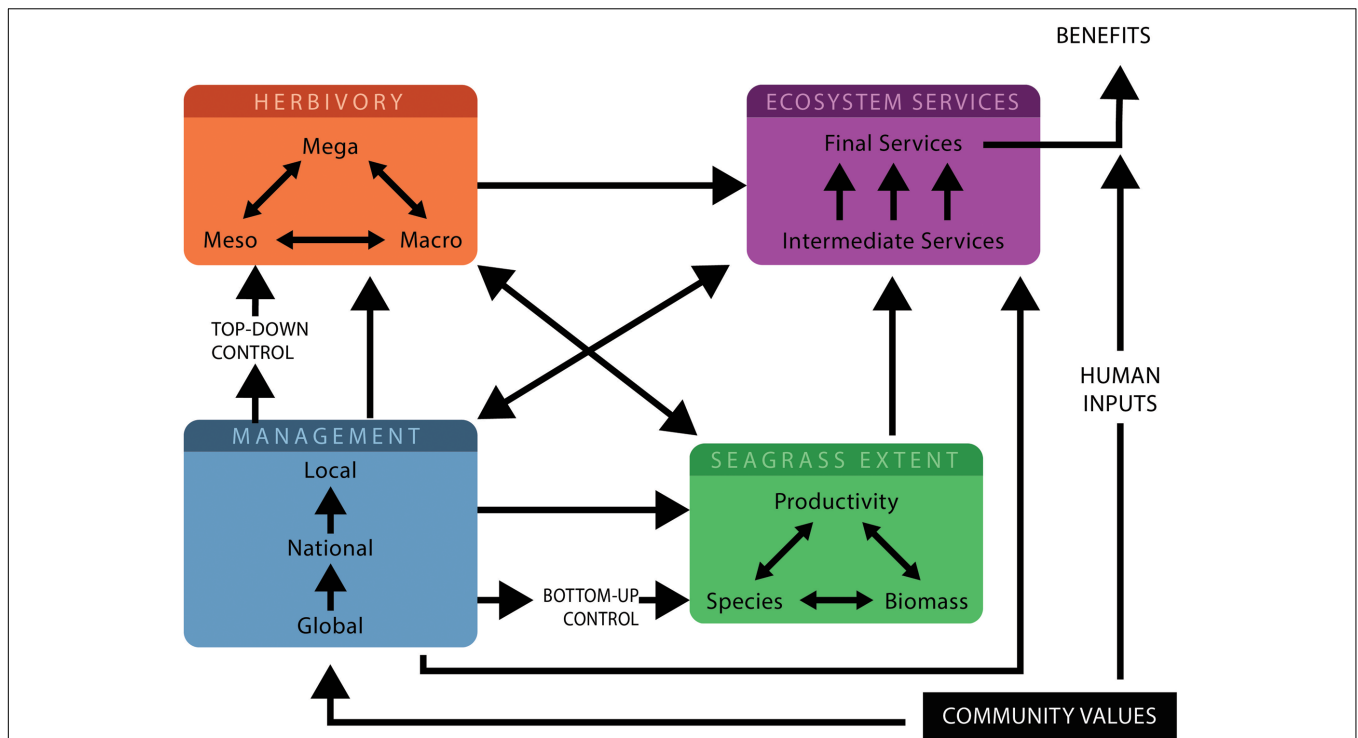 BENEFITS
HERBIVORY
Mega
Meso
Macro
ECOSYSTEM SERVICES
Final Services
Intermediate Services
TOP-DOWN
CONTROL
HUMAN
INPUTS
MANAGEMENT
Local
National
Global
SEAGRASS EXTENT
Productivity
Species
Biomass
BOTTOM-UP
CONTROL
COMMUNITY VALUES